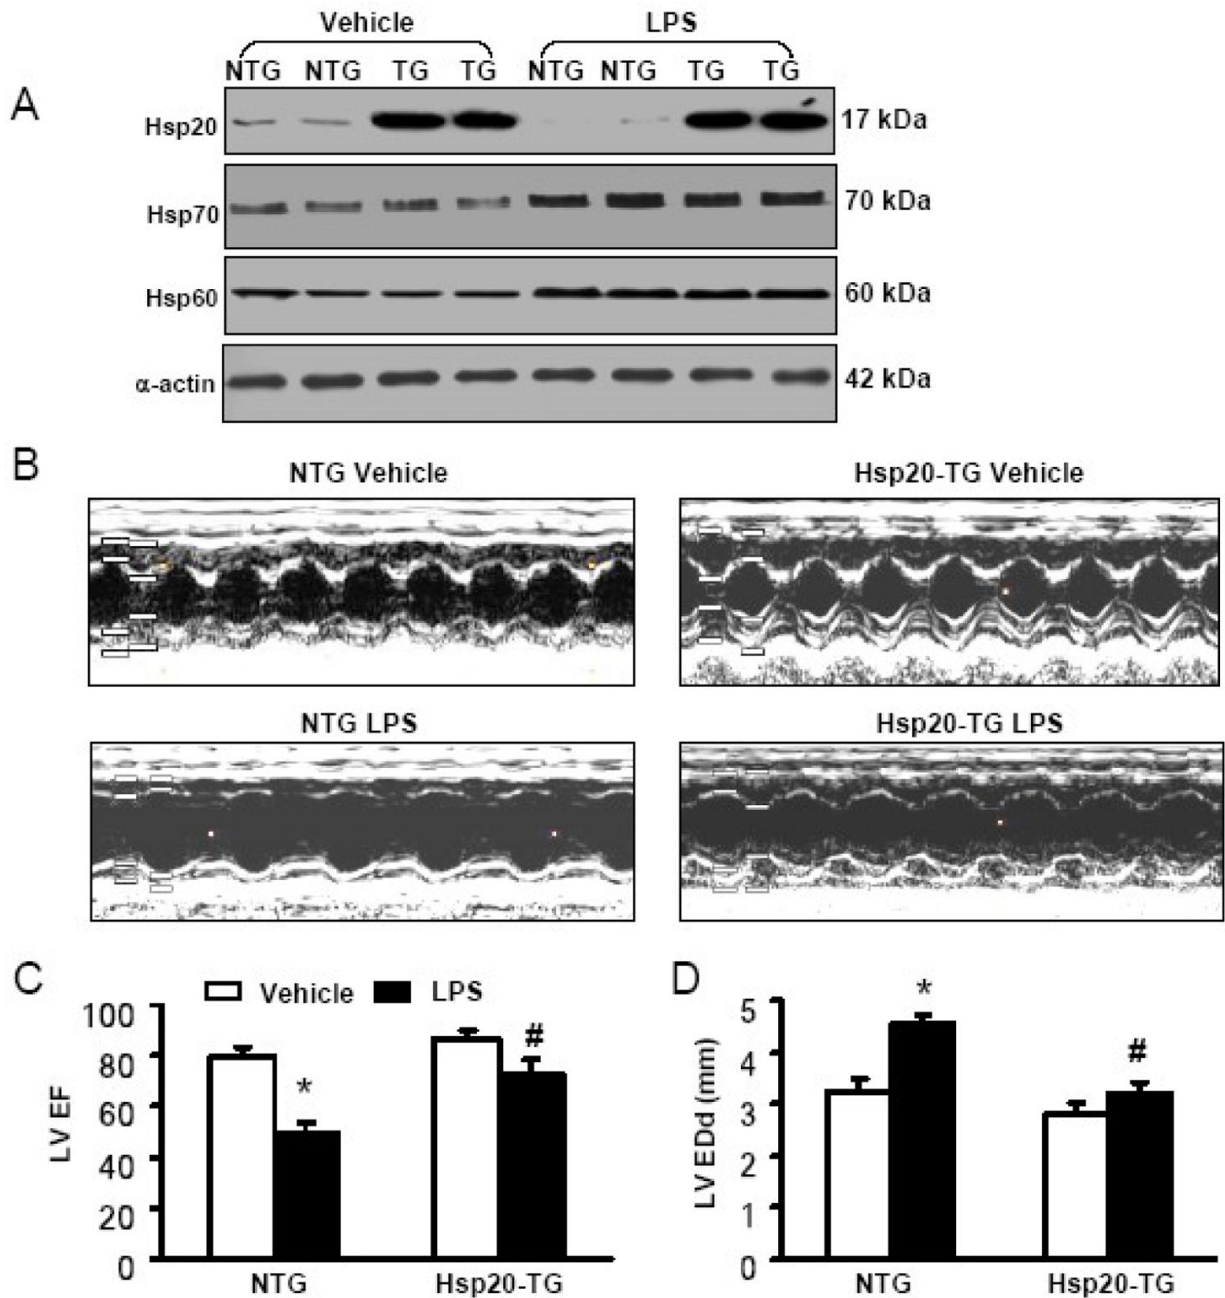 Vehicle LPS
NTG NTG TG TG NTG NTG TG TG
A
Hsp20 17 kDa
Hsp70 70 kDa
Hsp60 60 kDa
α-actin 42 kDa
B
NTG Vehicle Hsp20-TG Vehicle
NTG LPS Hsp20-TG LPS
C
Vehicle LPS
LV EF
100
80
60
40
20
0
*
#
NTG Hsp20-TG
D
LV EDd (mm)
5
4
3
2
1
0
*
#
NTG Hsp20-TG